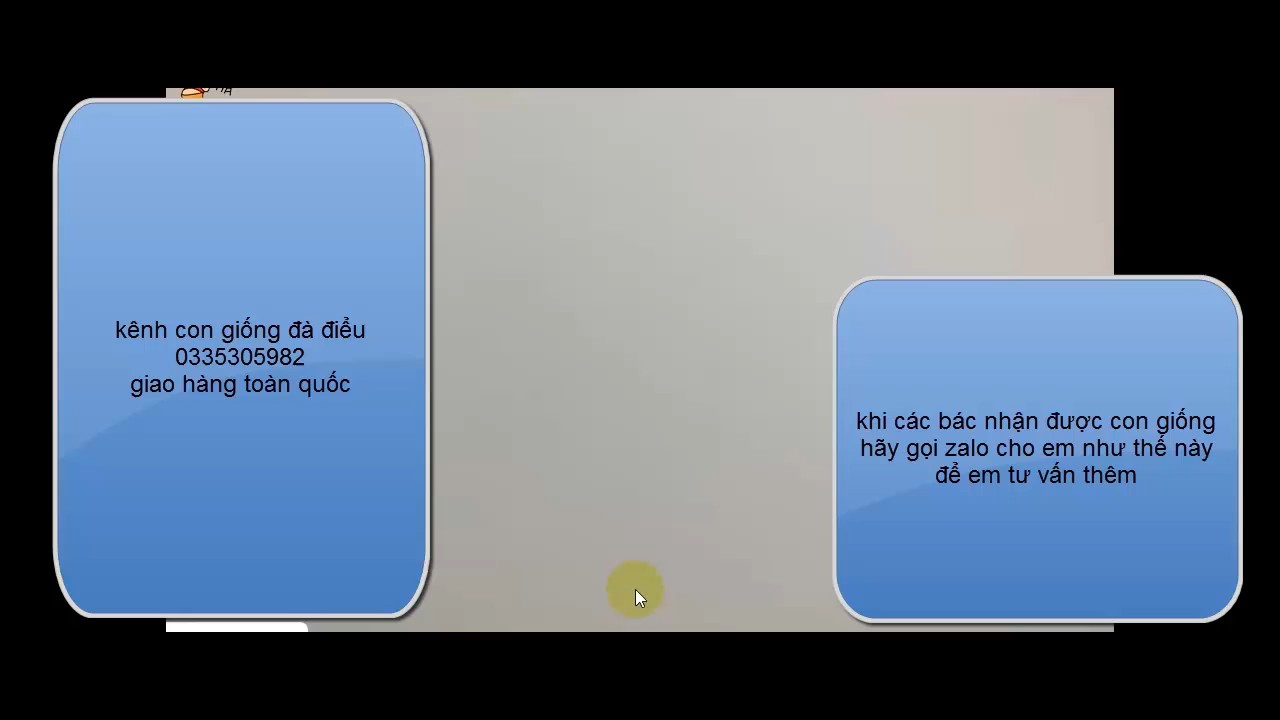 kênh con giống đà điểu
0335305982
giao hàng toàn quốc
khi các bác nhận được con giống
hãy gọi zalo cho em như thế này
để em tư vấn thêm